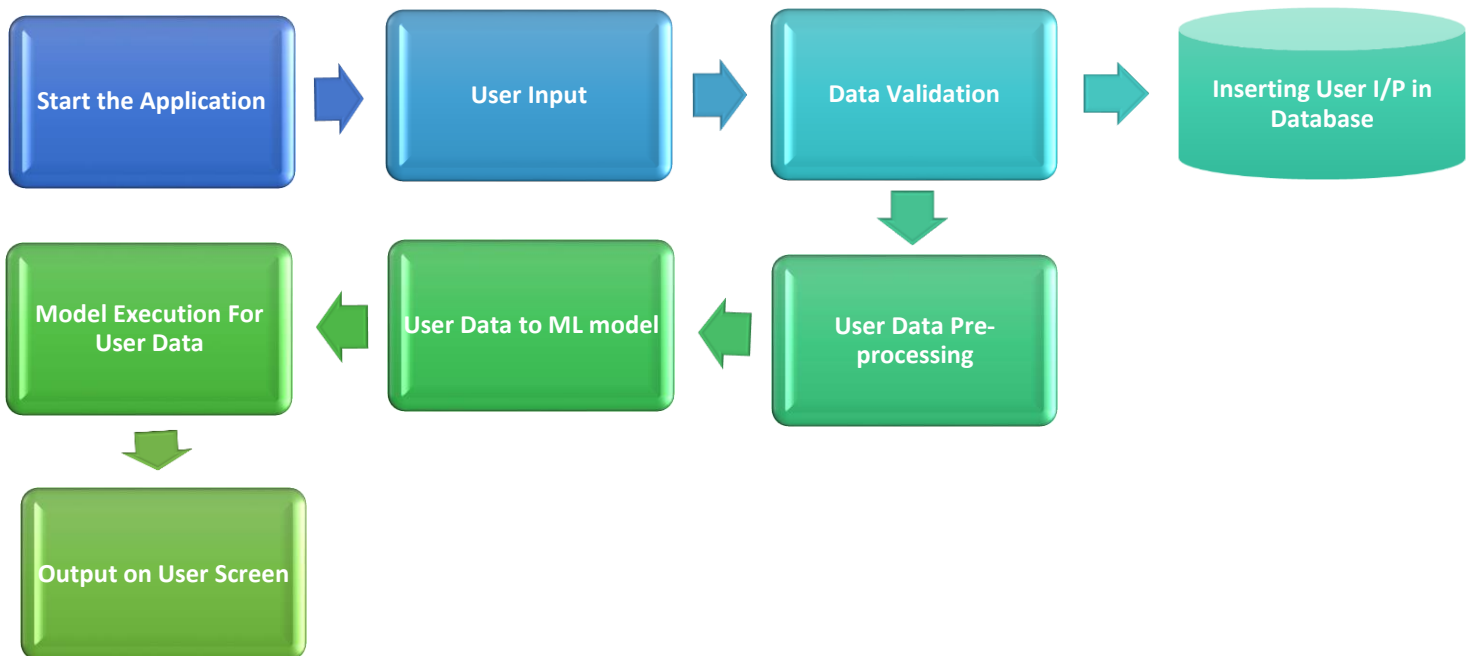 Start the Application
User Input
Data Validation
Inserting User I/P in
Database
User Data Pre-
processing
User Data to ML model
Model Execution For
User Data
Output on User Screen